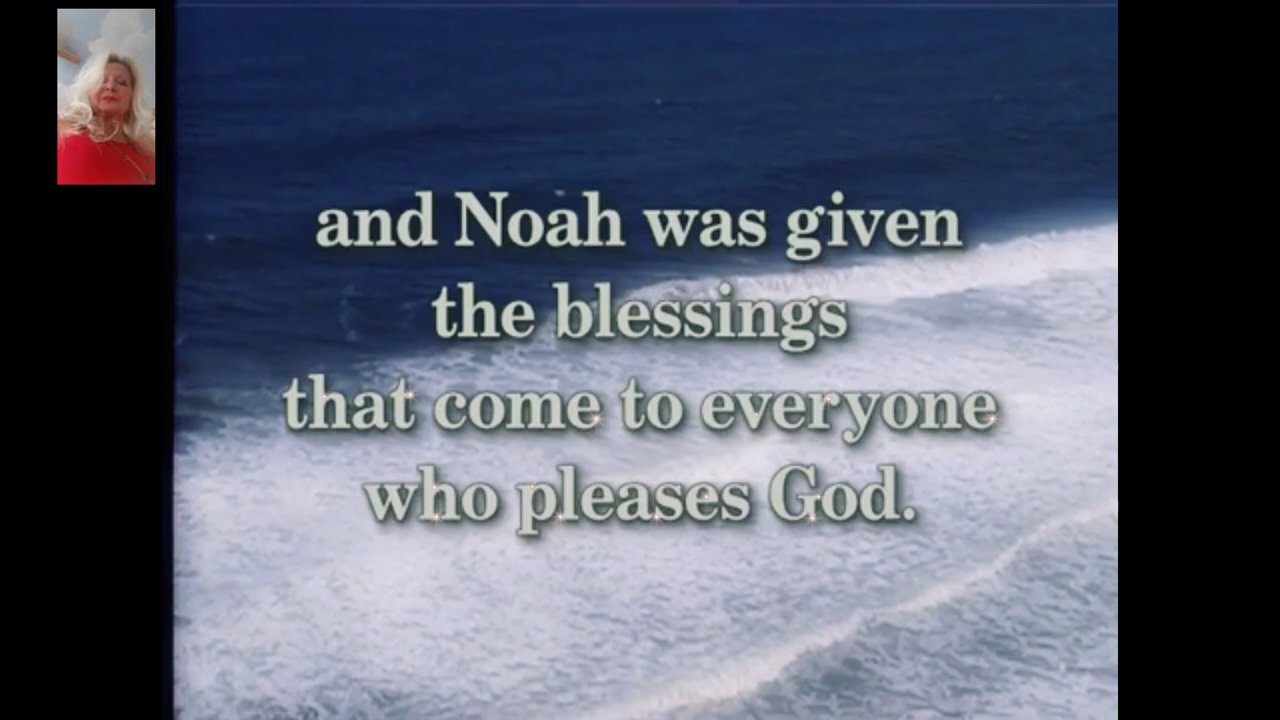 and Noah was given
the blessings
that come to everyone
who pleases God.